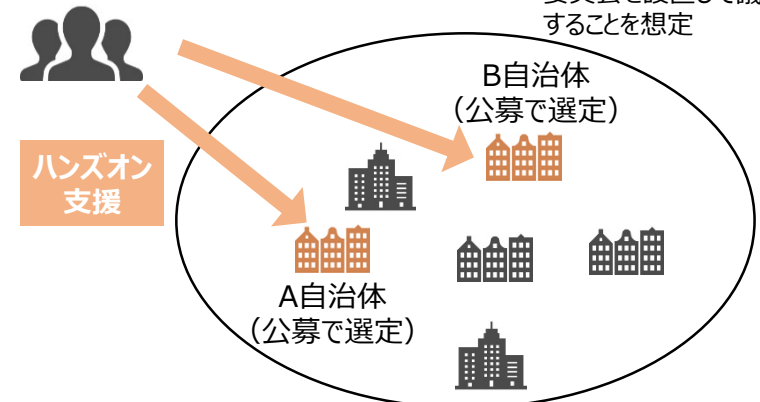 することを想定
B自治体
（公募で選定）
ハンズオン
支援
A自治体
（公募で選定）